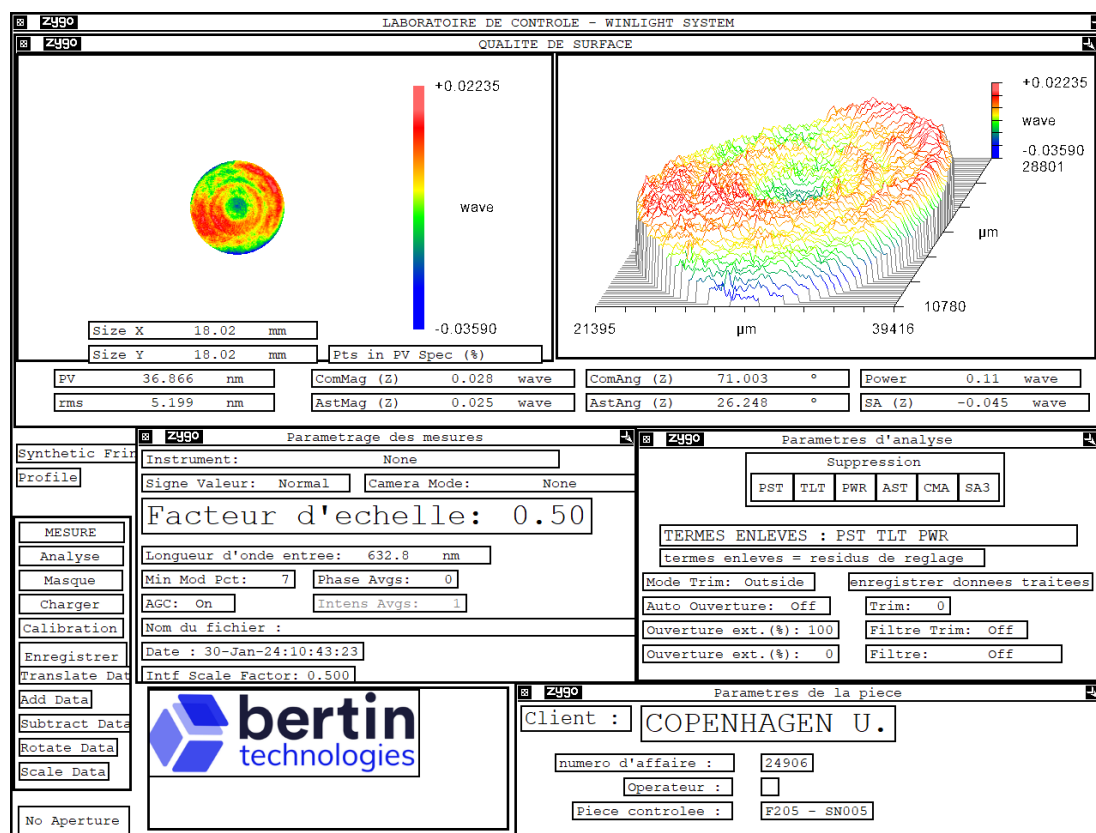 zygo LABORATOIRE DE CONTROLE - WINLIGHT SYSTEM
zygo QUALITE DE SURFACE
+0.02235
wave
-0.03590
+0.02235
wave
-0.03590
28801
µm
10780
21395 µm 39416
Size X 18.02 mm
Size Y 18.02 mm
Pts in PV Spec (%)
PV 36.866 nm
ComMag (Z) 0.028 wave
ComAng (Z) 71.003 °
Power 0.11 wave
rms 5.199 nm
AstMag (Z) 0.025 wave
AstAng (Z) 26.248 °
SA (Z) -0.045 wave
Synthetic Frin
Profile
MESURE
Analyse
Masque
Charger
Calibration
Enregistrer
Translate Dat
Add Data
Subtract Data
Rotate Data
Scale Data
No Aperture
zygo Parametrage des mesures
Instrument: None
Signe Valeur: Normal
Camera Mode: None
Facteur d'echelle: 0.50
Longueur d'onde entree: 632.8 nm
Min Mod Pct: 7
Phase Avgs: 0
AGC: On
Intens Avgs: 1
Nom du fichier :
Date : 30-Jan-24:10:43:23
Intf Scale Factor: 0.500
zygo Parametres d'analyse
Suppression
PST TLT PWR AST CMA SA3
TERMES ENLEVES : PST TLT PWR
termes enleves = residus de reglage
Mode Trim: Outside
enregistrer donnees traitees
Auto Ouverture: Off
Trim: 0
Ouverture ext.(%): 100
Filtre Trim: Off
Ouverture ext.(%): 0
Filtre: Off
bertin
technologies
zygo Parametres de la piece
Client : COPENHAGEN U.
numero d'affaire : 24906
Operateur :
Piece controlee : F205 - SN005